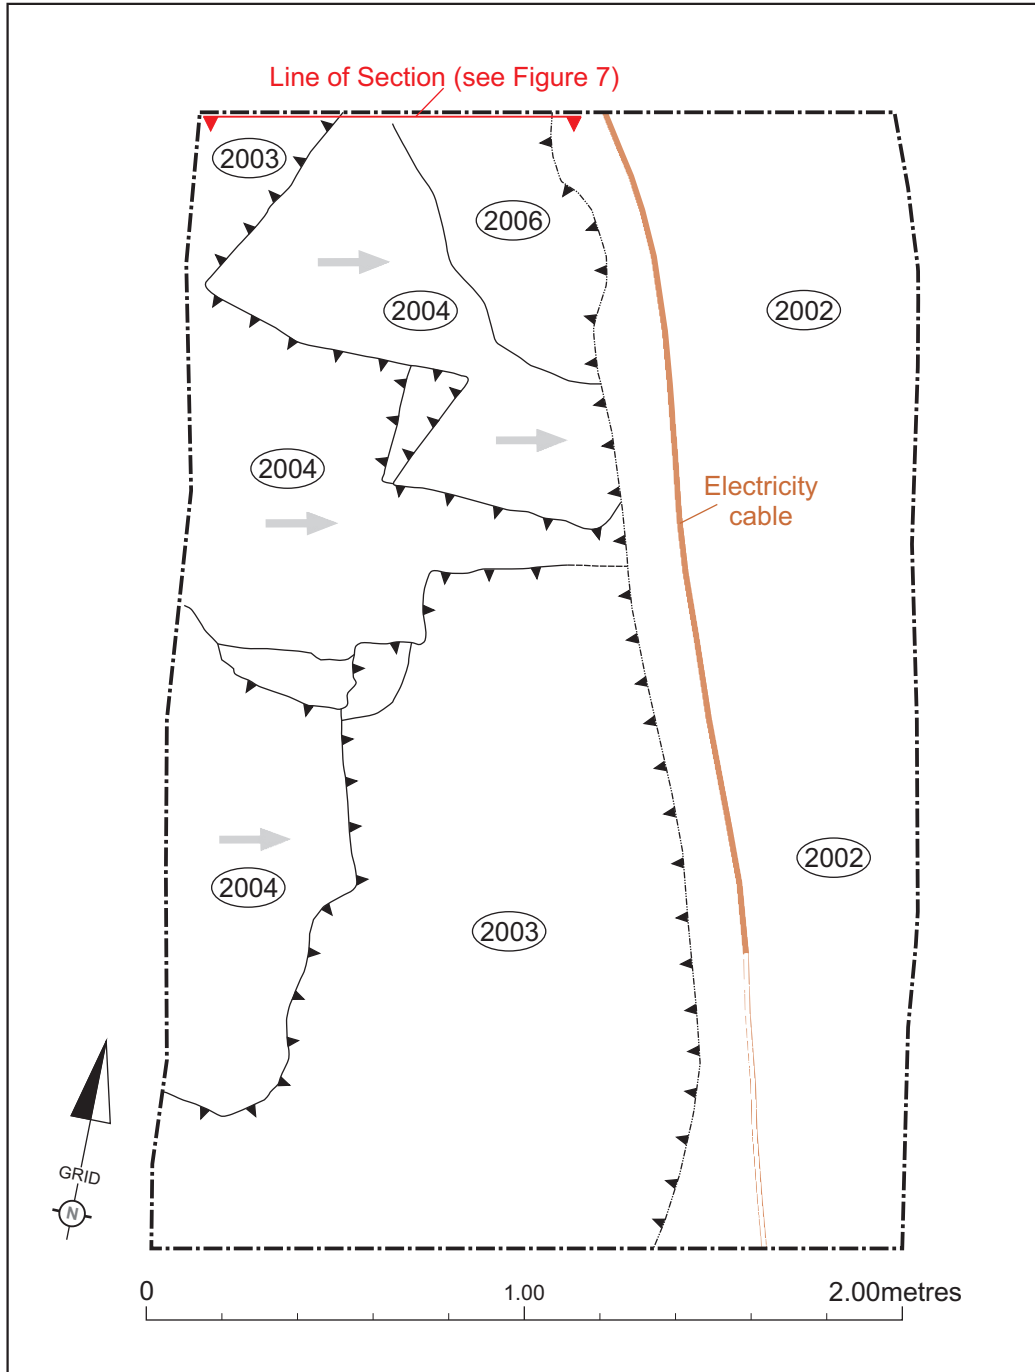 Line of Section (see Figure 7)
2003
2006
2004
2002
2004
Electricity
cable
2002
2004
2003
GRID
N
0
1.00
2.00metres